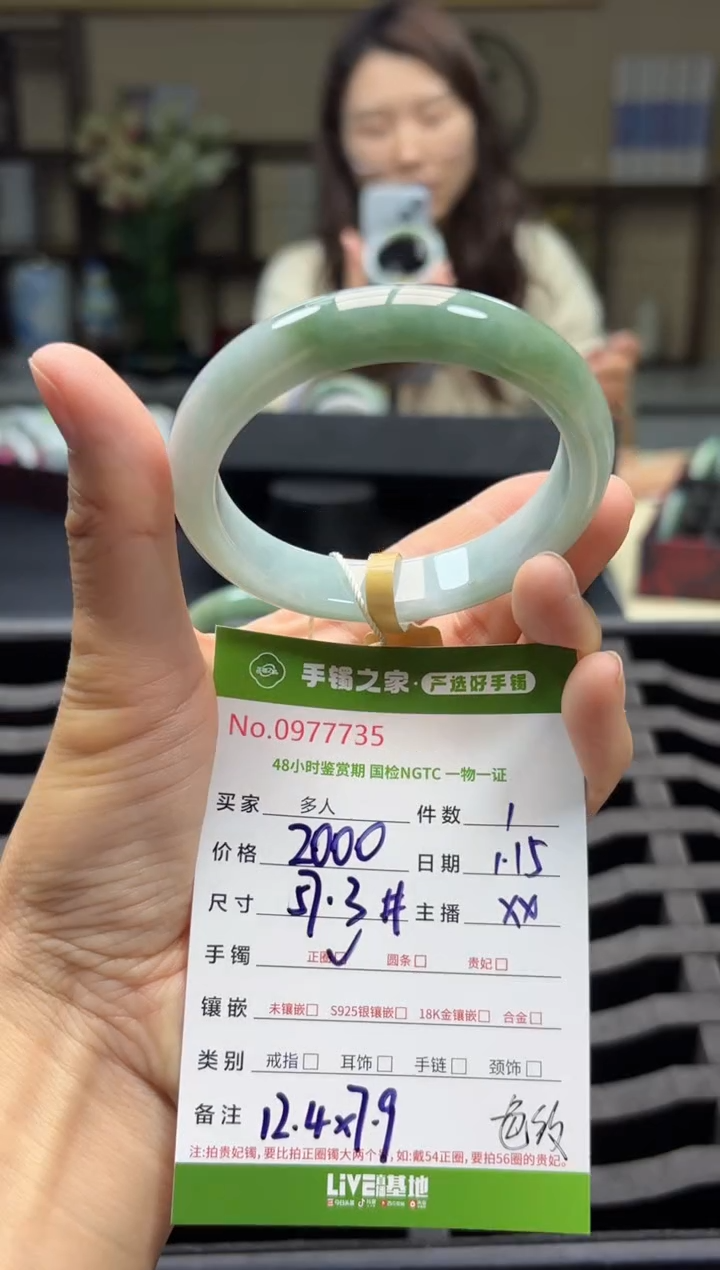 手镯之家·严选好手镯
No.0977735
48小时鉴赏期 国检NGTC 一物一证
买家 多人 件数 1
价格 2000 日期 1.15
尺寸 57.3# 主播 XX
手镯 正圈 圆条□ 贵妃□
镶嵌 未镶嵌□ S925银镶嵌□ 18K金镶嵌□ 合金□
类别 戒指□ 耳饰□ 手链□ 颈饰□
备注 12.4x7.9 色纹
注:拍贵妃镯,要比拍正圈镯大两个号,如:戴54正圈,要拍56圈的贵妃。
LIVE基地